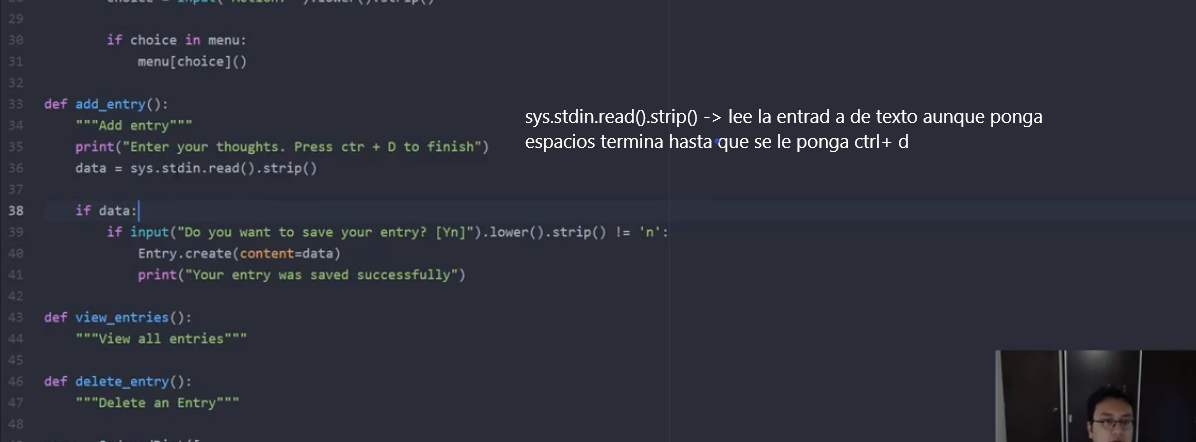 29
30 if choice in menu:
31 menu[choice]()
32
33 def add_entry():
34 """Add entry"""
35 print("Enter your thoughts. Press ctr + D to finish")
36 data = sys.stdin.read().strip()
37
38 if data:
39 if input("Do you want to save your entry? [Yn]").lower().strip() != 'n':
40 Entry.create(content=data)
41 print("Your entry was saved successfully")
42
43 def view_entries():
44 """View all entries"""
45
46 def delete_entry():
47 """Delete an Entry"""
48
sys.stdin.read().strip() -> lee la entrad a de texto aunque ponga
espacios termina hasta que se le ponga ctrl+ d